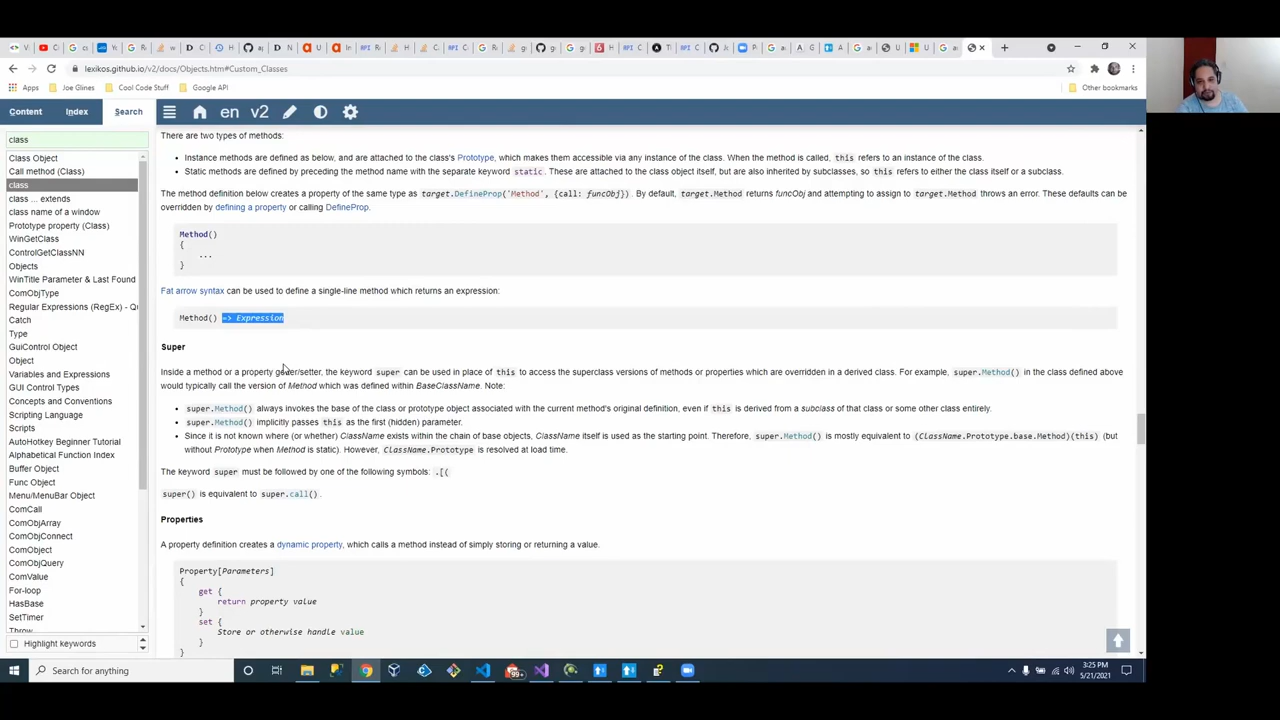 lexikos.github.io/v2/docs/Objects.htm#Custom_Classes
Apps
Joe Glines
Cool Code Stuff
Google API
Other bookmarks
Content
Index
Search
en
v2
class
Class Object
Call method (Class)
class
class ... extends
class name of a window
Prototype property (Class)
WinGetClass
ControlGetClassNN
Objects
WinTitle Parameter & Last Found
ComObjType
Regular Expressions (RegEx) - Qu
Catch
Type
GuiControl Object
Object
Variables and Expressions
GUI Control Types
Concepts and Conventions
Scripting Language
Scripts
AutoHotkey Beginner Tutorial
Alphabetical Function Index
Buffer Object
Func Object
Menu/MenuBar Object
ComCall
ComObjArray
ComObjConnect
ComObject
ComObjQuery
ComValue
For-loop
HasBase
SetTimer
Throw
Highlight keywords
There are two types of methods:
Instance methods are defined as below, and are attached to the class's Prototype, which makes them accessible via any instance of the class. When the method is called, this refers to an instance of the class.
Static methods are defined by preceding the method name with the separate keyword static. These are attached to the class object itself, but are also inherited by subclasses, so this refers to either the class itself or a subclass.
The method definition below creates a property of the same type as target.DefineProp('Method', {call: funcObj}). By default, target.Method returns funcObj and attempting to assign to target.Method throws an error. These defaults can be
overridden by defining a property or calling DefineProp.
Method()
{
...
}
Fat arrow syntax can be used to define a single-line method which returns an expression:
Method() => Expression
Super
Inside a method or a property getter/setter, the keyword super can be used in place of this to access the superclass versions of methods or properties which are overridden in a derived class. For example, super.Method() in the class defined above
would typically call the version of Method which was defined within BaseClassName. Note:
super.Method() always invokes the base of the class or prototype object associated with the current method's original definition, even if this is derived from a subclass of that class or some other class entirely.
super.Method() implicitly passes this as the first (hidden) parameter.
Since it is not known where (or whether) ClassName exists within the chain of base objects, ClassName itself is used as the starting point. Therefore, super.Method() is mostly equivalent to (ClassName.Prototype.base.Method)(this) (but
without Prototype when Method is static). However, ClassName.Prototype is resolved at load time.
The keyword super must be followed by one of the following symbols: .[(
super() is equivalent to super.call().
Properties
A property definition creates a dynamic property, which calls a method instead of simply storing or returning a value.
Property[Parameters]
{
get {
return property value
}
set {
Store or otherwise handle value
}
}
Search for anything
99+
3:25 PM
5/21/2021